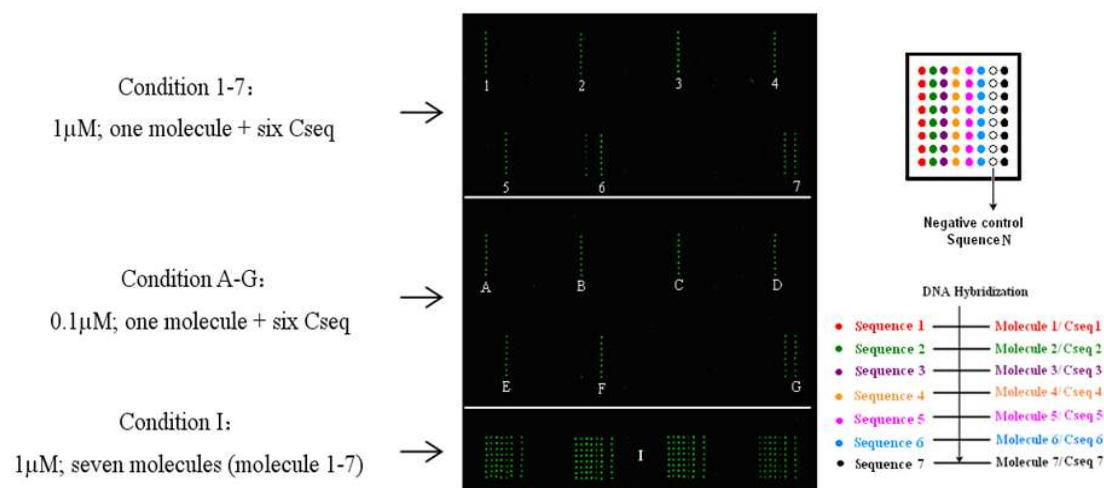 Condition 1-7:
1μM; one molecule + six Cseq
1 2 3 4
5 6 7
Condition A-G:
0.1μM; one molecule + six Cseq
A B C D
E F G
Condition I:
1μM; seven molecules (molecule 1-7)
I
Negative control
Squence N
DNA Hybridization
Sequence 1 Molecule 1/ Cseq 1
Sequence 2 Molecule 2/ Cseq 2
Sequence 3 Molecule 3/ Cseq 3
Sequence 4 Molecule 4/ Cseq 4
Sequence 5 Molecule 5/ Cseq 5
Sequence 6 Molecule 6/ Cseq 6
Sequence 7 Molecule 7/ Cseq 7